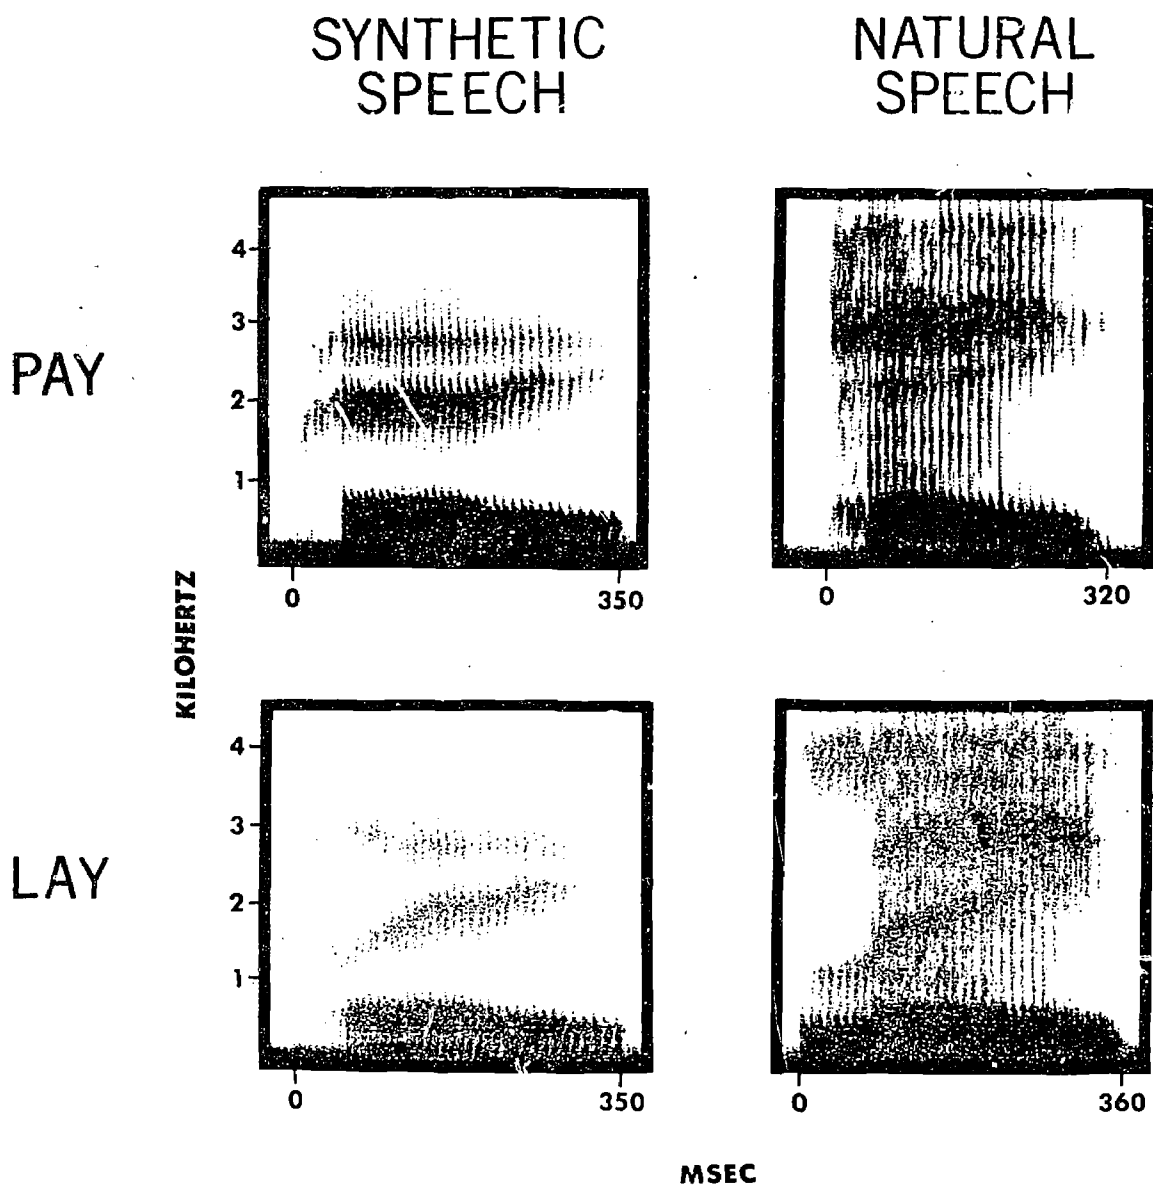 SYNTHETIC
SPEECH
NATURAL
SPEECH
PAY
4
3
2
1
0
350
0
320
KILOHERTZ
LAY
4
3
2
1
0
350
0
360
MSEC